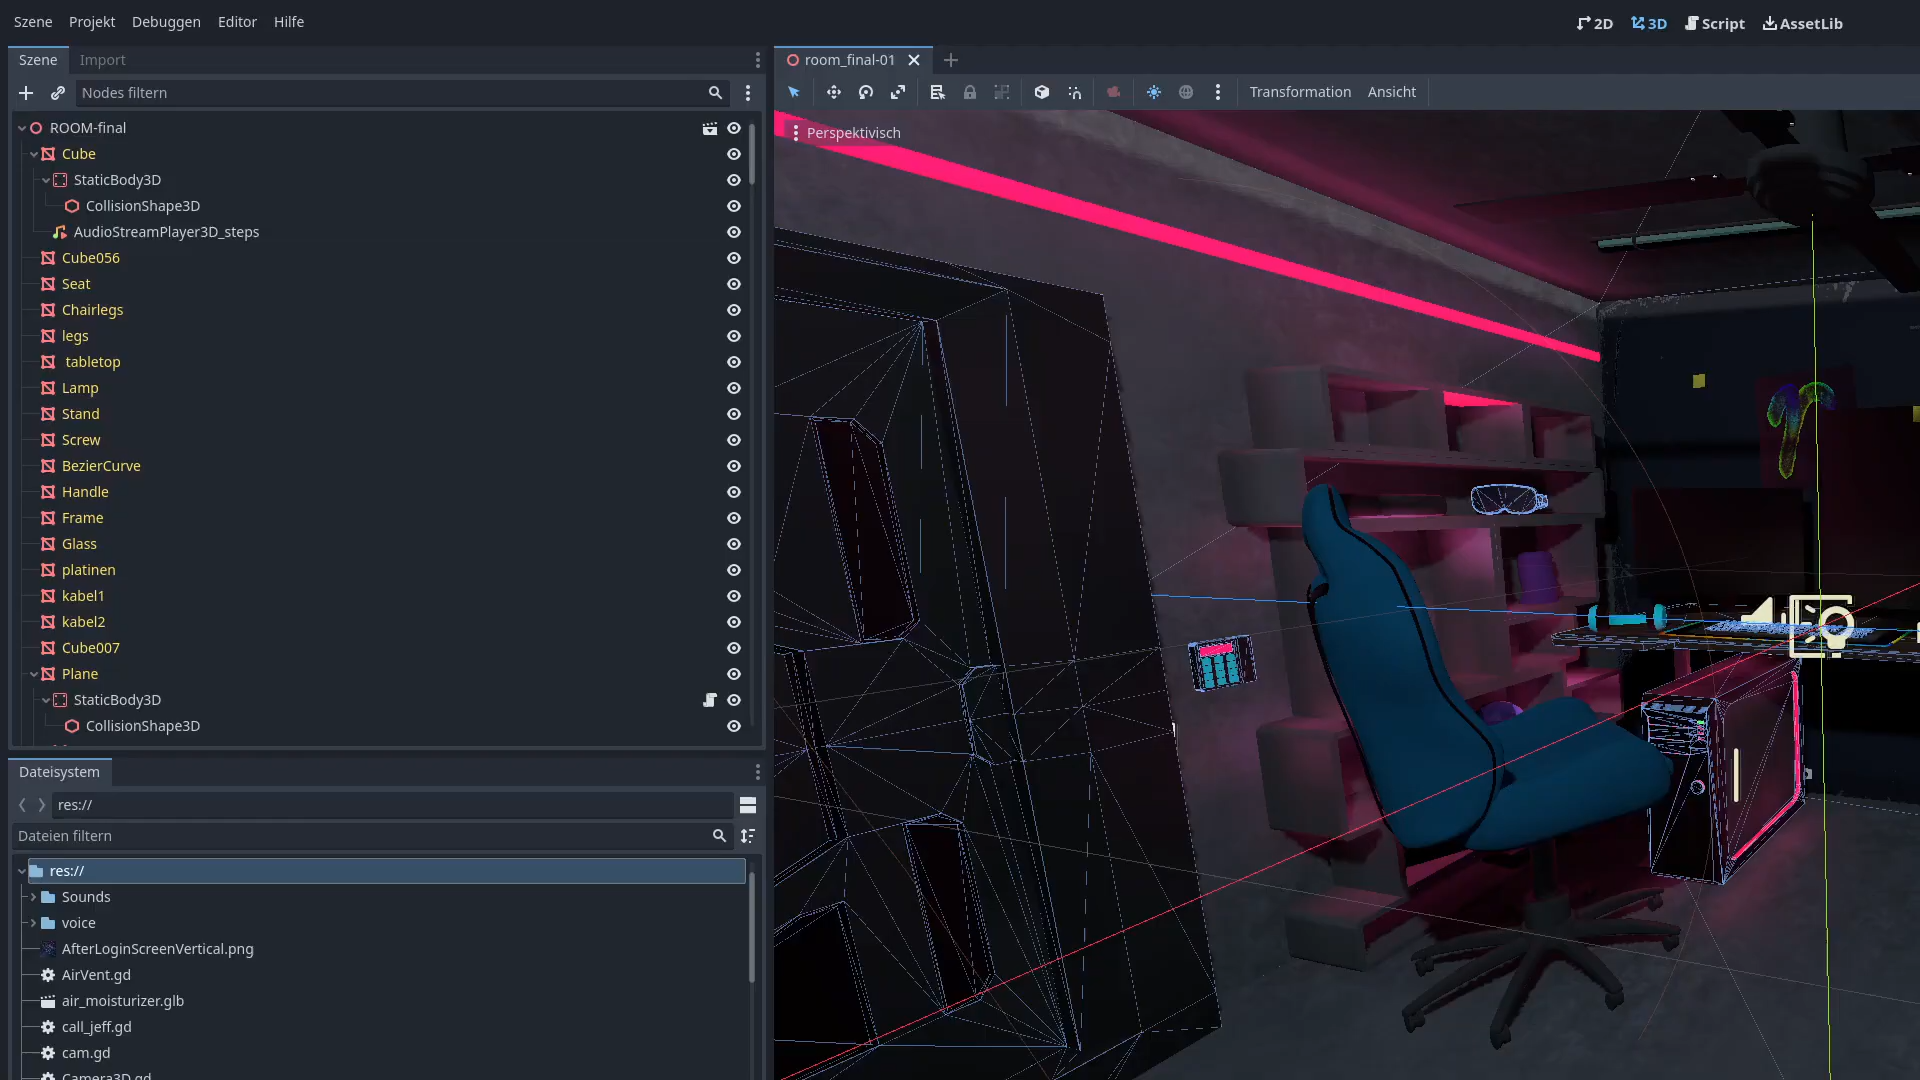 Szene Projekt Debuggen Editor Hilfe
2D 3D Script AssetLib
Szene Import
room_final-01
Nodes filtern
Transformation Ansicht
Perspektivisch
ROOM-final
Cube
StaticBody3D
CollisionShape3D
AudioStreamPlayer3D_steps
Cube056
Seat
Chairlegs
legs
tabletop
Lamp
Stand
Screw
BezierCurve
Handle
Frame
Glass
platinen
kabel1
kabel2
Cube007
Plane
StaticBody3D
CollisionShape3D
Dateisystem
res://
Dateien filtern
res://
Sounds
voice
AfterLoginScreenVertical.png
AirVent.gd
air_moisturizer.glb
call_jeff.gd
cam.gd
Camera3D.gd